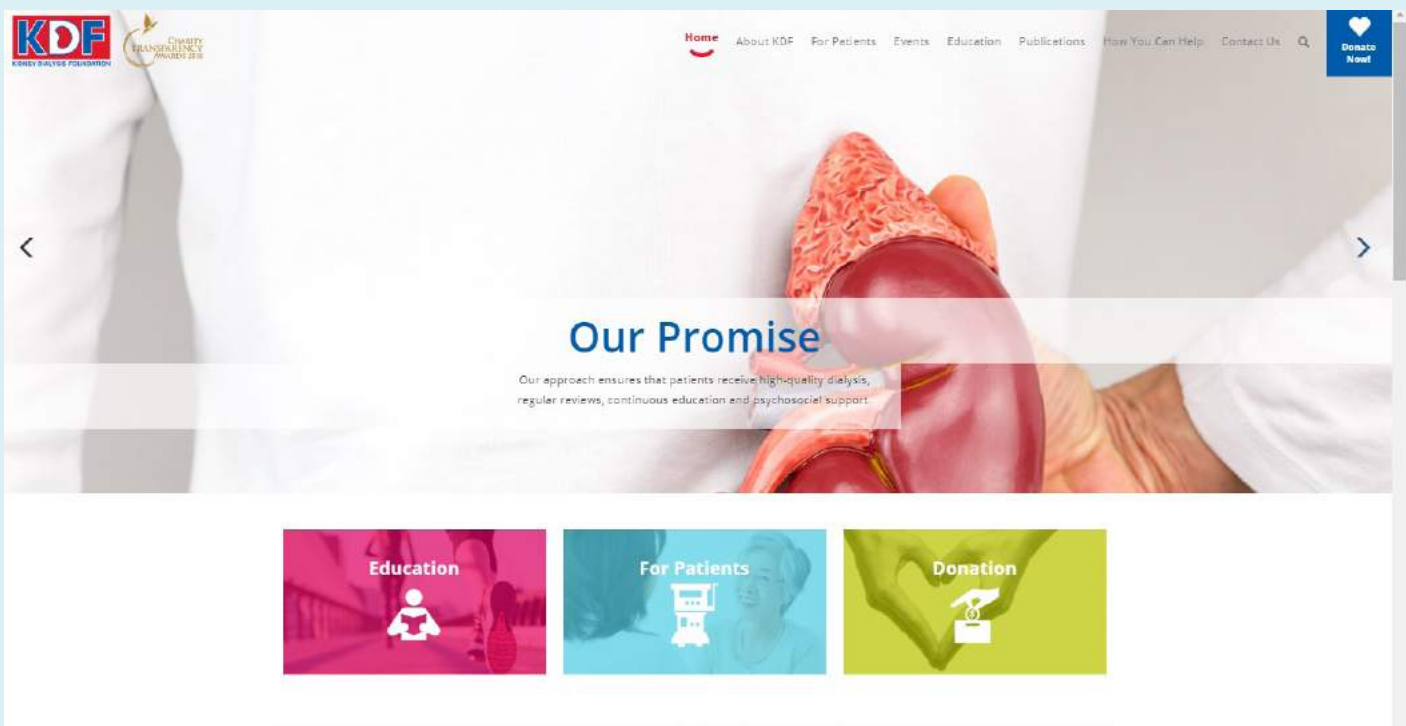 KDF
KIDNEY DIALYSIS FOUNDATION
CHARITY
TRANSPARENCY
AWARDS 2018
Home
About KDF
For Patients
Events
Education
Publications
How You Can Help
Contact Us
Donate
Now!
Our Promise
Our approach ensures that patients receive high-quality dialysis,
regular reviews, continuous education and psychosocial support.
Education
For Patients
Donation